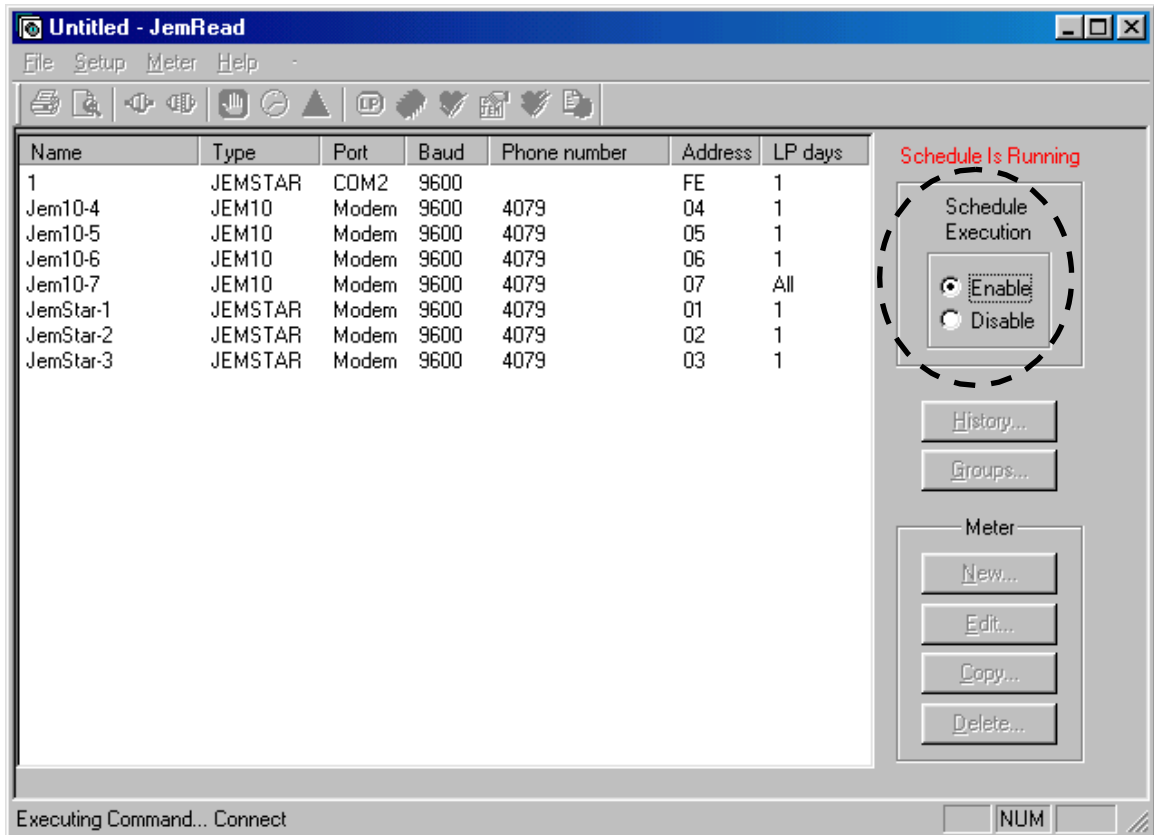 Untitled - JemRead
File Setup Meter Help -
LP
Name Type Port Baud Phone number Address LP days
1 JEMSTAR COM2 9600 FE 1
Jem10-4 JEM10 Modem 9600 4079 04 1
Jem10-5 JEM10 Modem 9600 4079 05 1
Jem10-6 JEM10 Modem 9600 4079 06 1
Jem10-7 JEM10 Modem 9600 4079 07 All
JemStar-1 JEMSTAR Modem 9600 4079 01 1
JemStar-2 JEMSTAR Modem 9600 4079 02 1
JemStar-3 JEMSTAR Modem 9600 4079 03 1
Schedule Is Running
Schedule
Execution
Enable
Disable
History...
Groups...
Meter
New...
Edit...
Copy...
Delete...
Executing Command... Connect
NUM